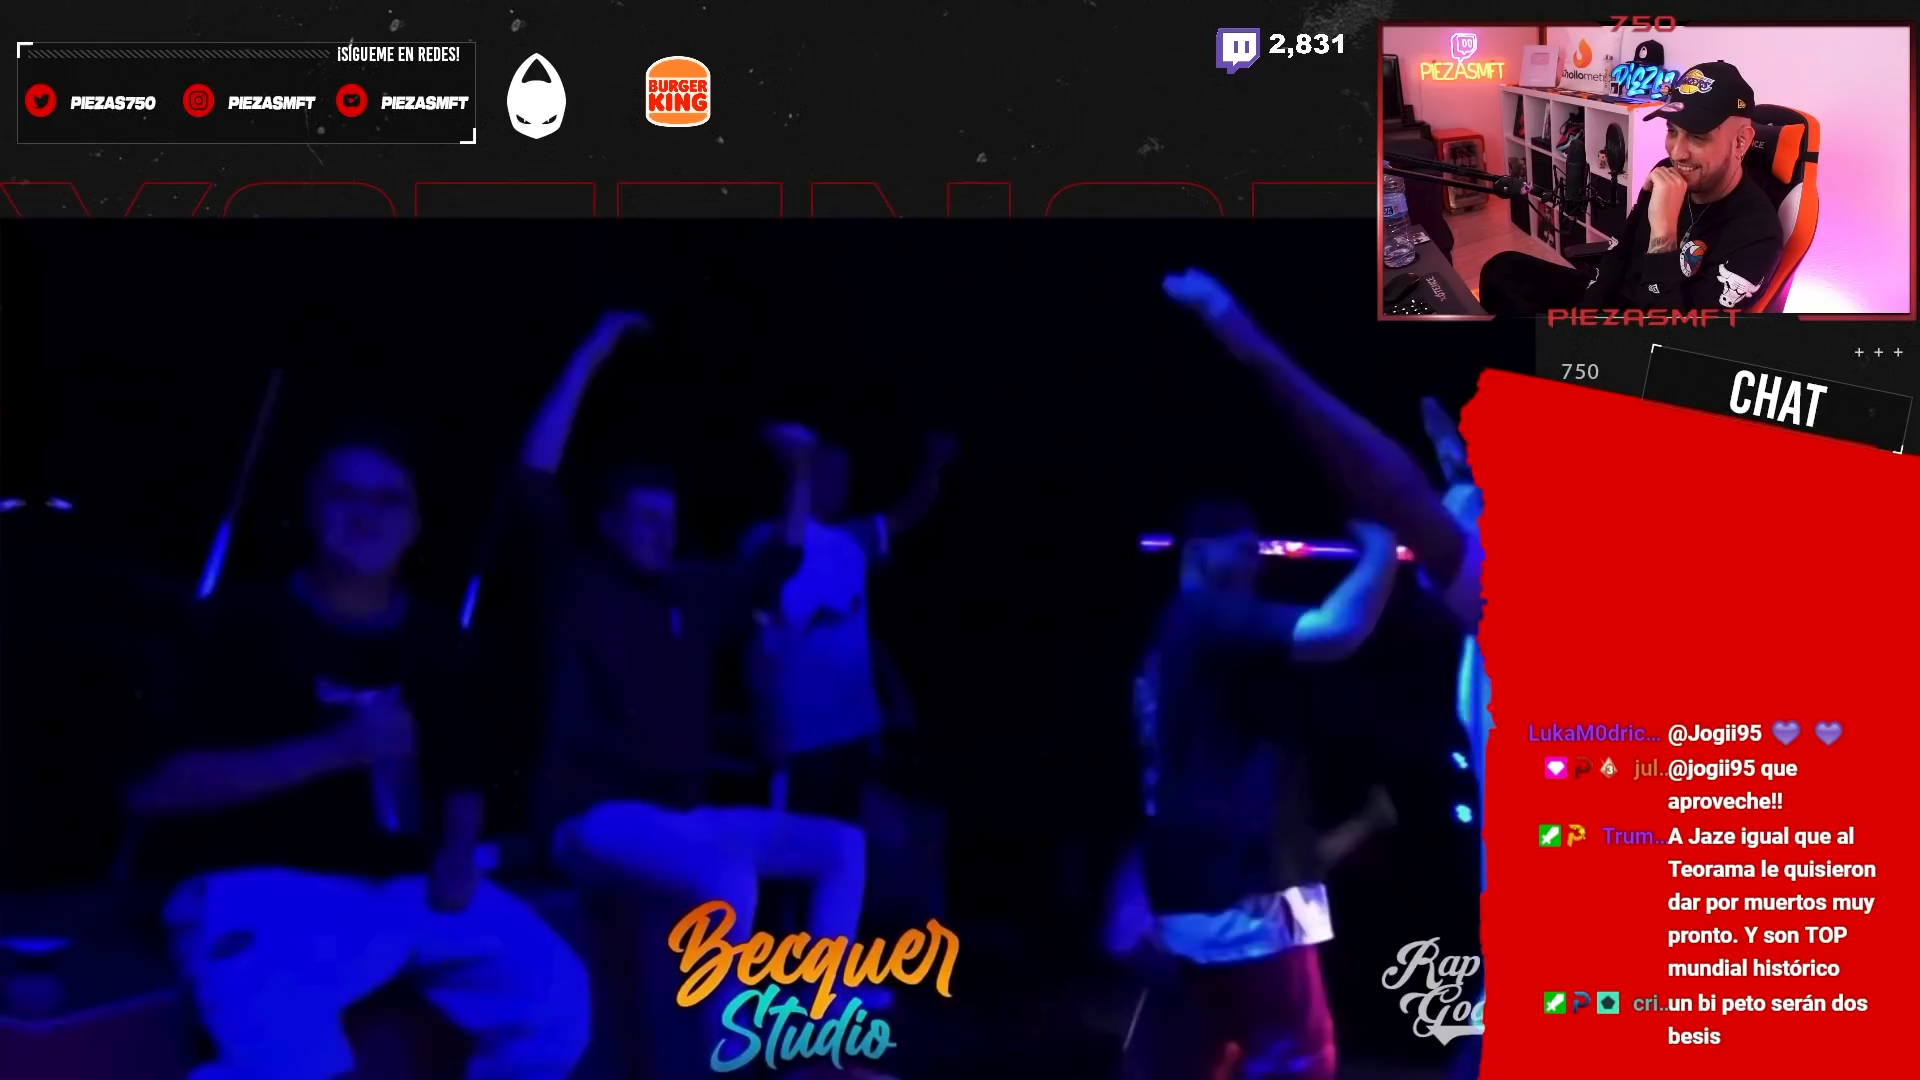 ¡SÍGUEME EN REDES!
PIEZAS750
PIEZASMFT
PIEZASMFT
BURGER
KING
2,831
750
PIEZASMFT
PIEZASMFT
750
CHAT
LukaM0dric... @Jogii95
jul..@jogii95 que
aproveche!!
Trum...A Jaze igual que al
Teorama le quisieron
dar por muertos muy
pronto. Y son TOP
mundial histórico
cri..un bi peto serán dos
besis
Becquer
Studio
Rap
God